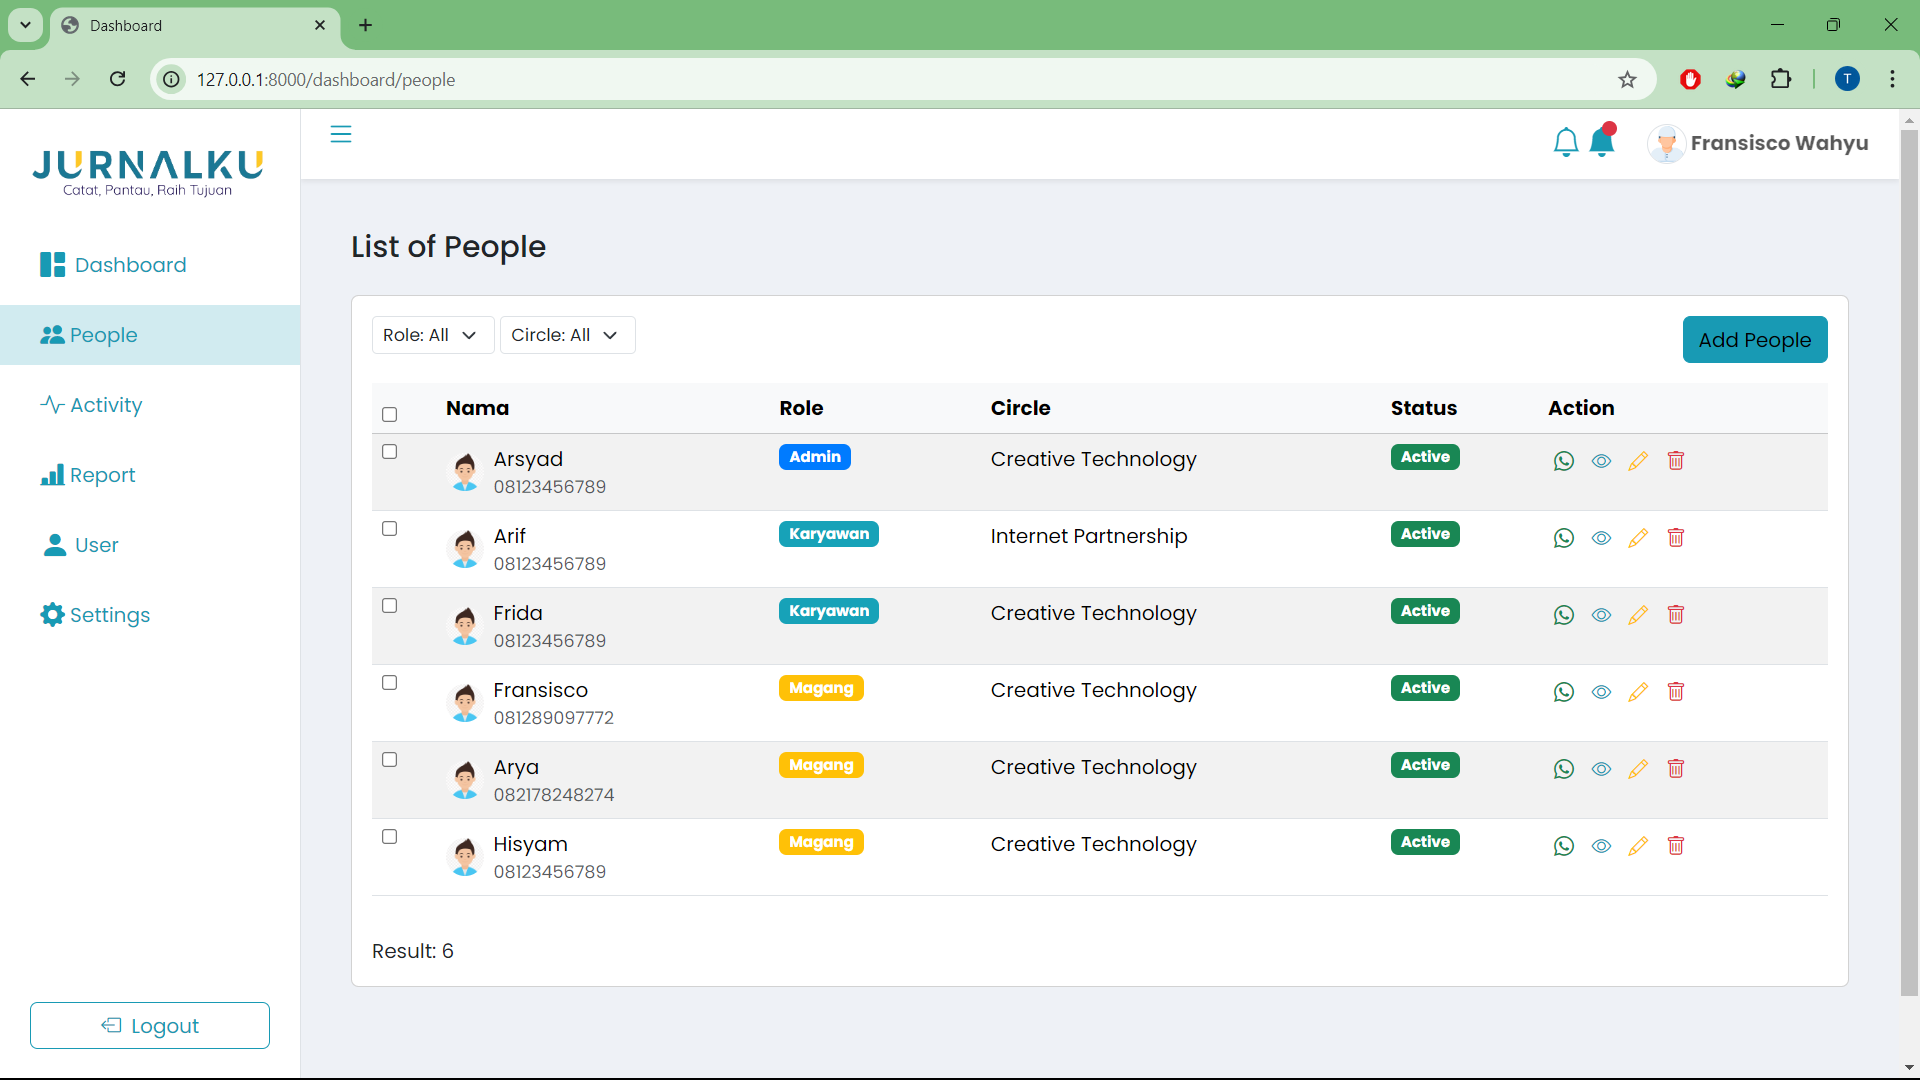 Dashboard
127.0.0.1:8000/dashboard/people
T
JURNALKU
Catat, Pantau, Raih Tujuan
Fransisco Wahyu
Dashboard
People
Activity
Report
User
Settings
Logout
List of People
Role: All
Circle: All
Add People
Nama Role Circle Status Action
Arsyad Admin Creative Technology Active
08123456789
Arif Karyawan Internet Partnership Active
08123456789
Frida Karyawan Creative Technology Active
08123456789
Fransisco Magang Creative Technology Active
081289097772
Arya Magang Creative Technology Active
082178248274
Hisyam Magang Creative Technology Active
08123456789
Result: 6